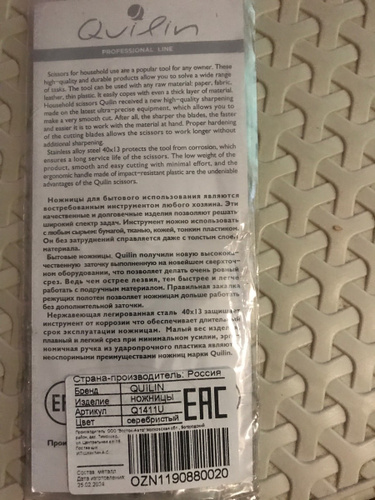 Quilin
PROFESSIONAL LINE
Scissors for household use are a popular tool for any owner. These
high-quality and durable products allow you to solve a wide range
of tasks. The tool can be used with any raw material: paper, fabric,
leather, thin plastic. It easily copes with even a thick layer of material.
Household scissors Quilin received a new high-quality sharpening
made on the latest ultra-precise equipment, which allows you to
make a very smooth cut. After all, the sharper the blades, the faster
and easier it is to work with the material at hand. Proper hardening
of the cutting blades allows the scissors to work longer without
additional sharpening.
Stainless alloy steel 40x13 protects the tool from corrosion, which
ensures a long service life of the scissors. The low weight of the
product, smooth and easy cutting with minimal effort, and the
ergonomic handle made of impact-resistant plastic are the undeniable
advantages of the Quilin scissors.
Ножницы для бытового использования являются
востребованным инструментом любого хозяина. Эти
качественные и долговечные изделия позволяют решать
широкий спектр задач. Инструмент можно использовать
с любым сырьем: бумагой, тканью, кожей, тонким пластиком.
Он без затруднений справляется даже с толстым слоем
материала.
Бытовые ножницы, Quilin получили новую высокока-
чественную заточку выполненную на новейшем сверхточ-
ном оборудовании, что позволяет делать очень ровный
срез. Ведь чем острее лезвия, тем быстрее и легче
работать с подручным материалом. Правильная закалка
режущих полотен позволяет ножницам дольше работать
без дополнительной заточки.
Нержавеющая легированная сталь 40х13 защищает
инструмент от коррозии что обеспечивает длительный
срок эксплуатации ножницам. Малый вес изделия
плавный и легкий срез при минимальном усилии, эрго-
номичная ручка из ударопрочного пластика являются
неоспоримыми преимуществами ножниц марки Quilin.
Страна-производитель: Россия
Бренд QUILIN
Изделие НОЖНИЦЫ
Артикул Q1411U
Цвет серебристый
EAC
Состав: металл
Дата изготовления
OZN1190880020